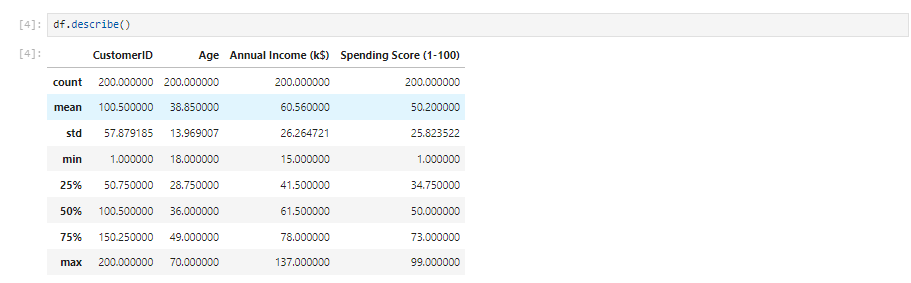 [4]: df.describe()
[4]: CustomerID Age Annual Income (k$) Spending Score (1-100)
count 200.000000 200.000000 200.000000 200.000000
mean 100.500000 38.850000 60.560000 50.200000
std 57.879185 13.969007 26.264721 25.823522
min 1.000000 18.000000 15.000000 1.000000
25% 50.750000 28.750000 41.500000 34.750000
50% 100.500000 36.000000 61.500000 50.000000
75% 150.250000 49.000000 78.000000 73.000000
max 200.000000 70.000000 137.000000 99.000000